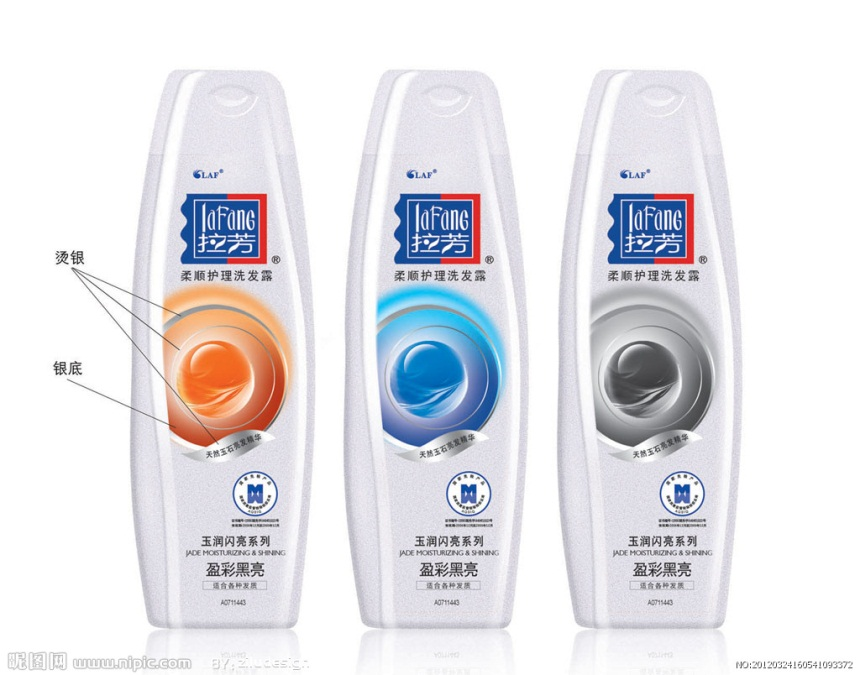 烫银
银底
LAF®
laFang
拉芳®
柔顺护理洗发露
天然玉石亮发精华
玉润闪亮系列
JADE MOISTURIZING & SHINING
盈彩黑亮
适合各种发质
A0711443
LAF®
laFang
拉芳®
柔顺护理洗发露
天然玉石亮发精华
玉润闪亮系列
JADE MOISTURIZING & SHINING
盈彩黑亮
适合各种发质
A0711443
LAF®
laFang
拉芳®
柔顺护理洗发露
天然玉石亮发精华
玉润闪亮系列
JADE MOISTURIZING & SHINING
盈彩黑亮
适合各种发质
A0711443
昵图网 www.nipic.com
NO:20120324160541093372